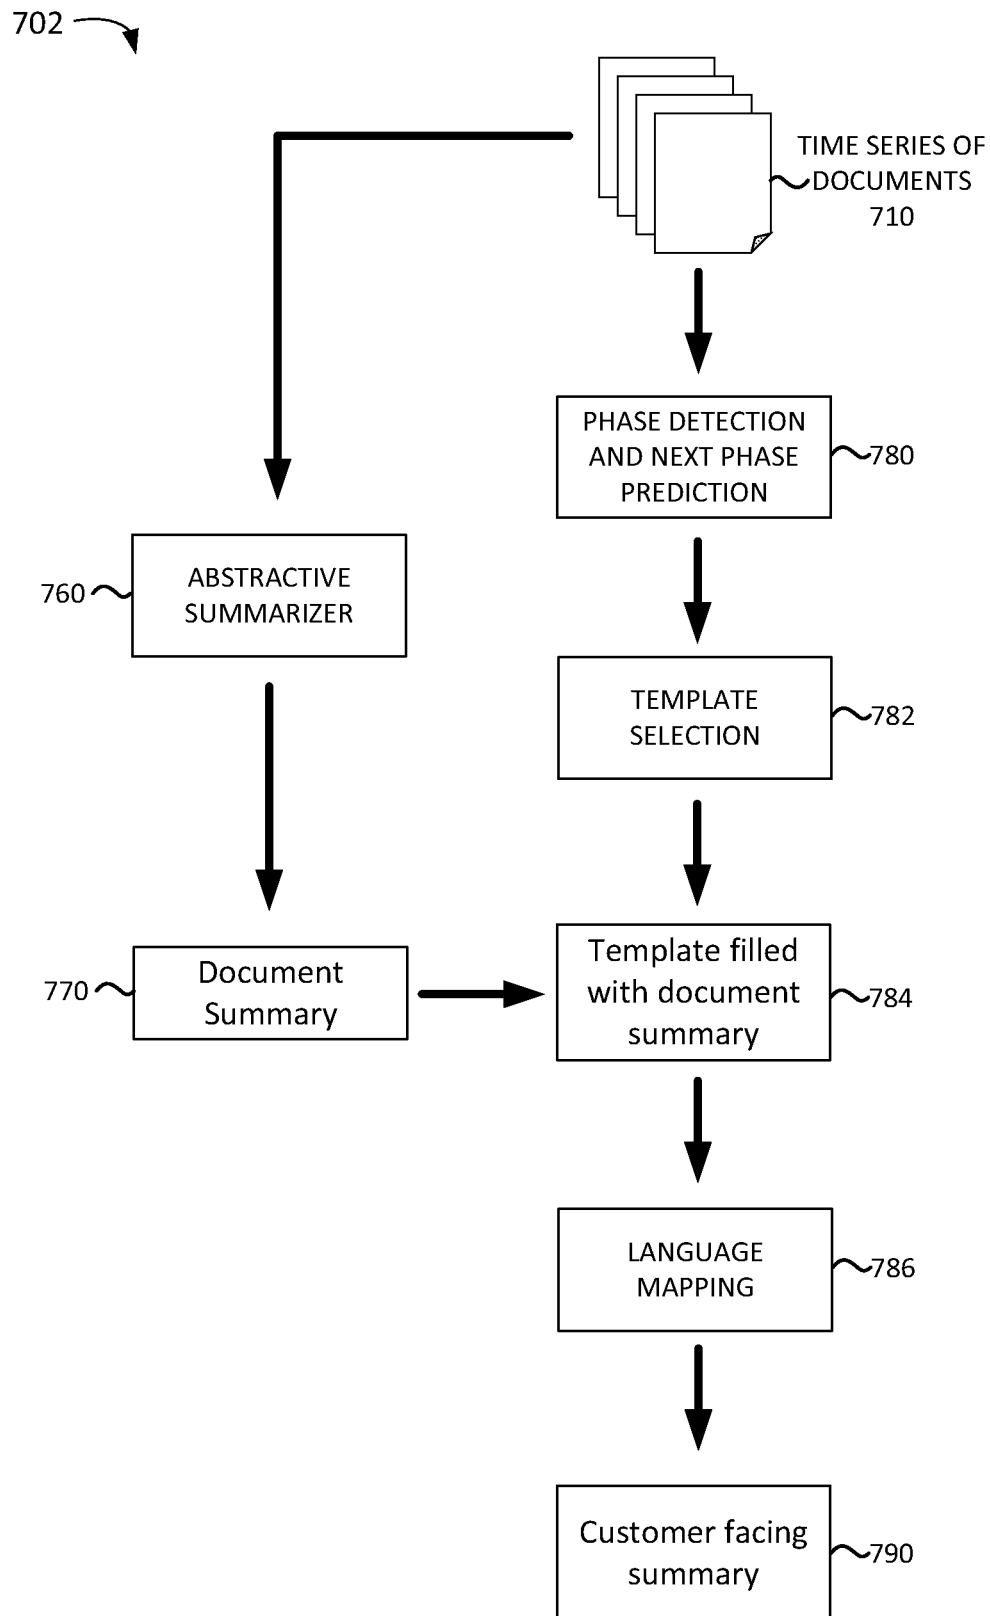 702
TIME SERIES OF
DOCUMENTS
710
PHASE DETECTION
AND NEXT PHASE
PREDICTION
780
ABSTRACTIVE
SUMMARIZER
760
TEMPLATE
SELECTION
782
Document
Summary
770
Template filled
with document
summary
784
LANGUAGE
MAPPING
786
Customer facing
summary
790